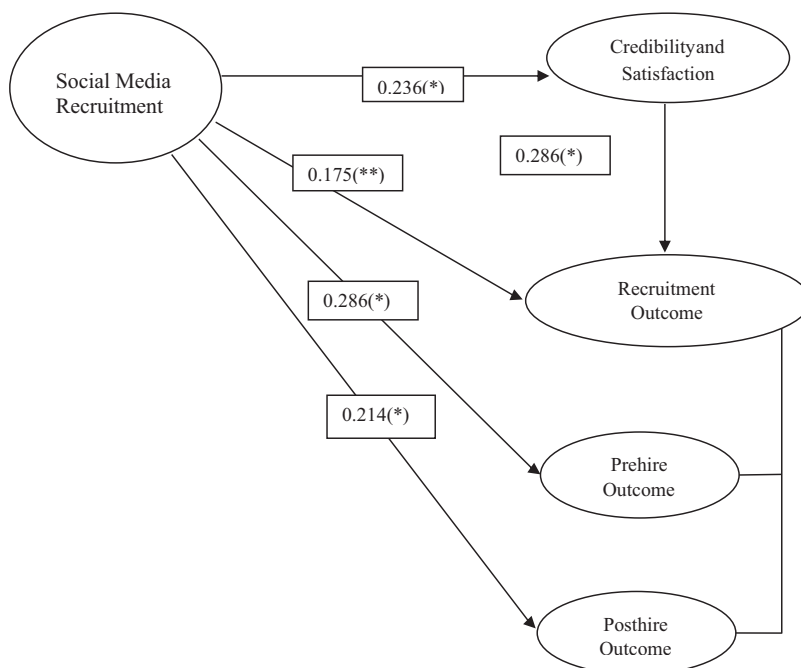 Credibilityand
Satisfaction
Social Media
Recruitment
0.236(*)
0.286(*)
0.175(**)
Recruitment
Outcome
0.286(*)
0.214(*)
Prehire
Outcome
Posthire
Outcome